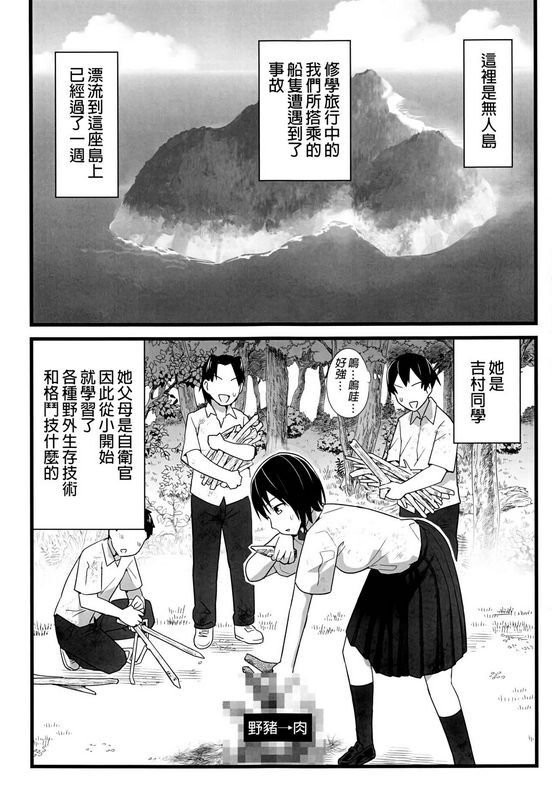 這裡是無人島
修學旅行中的
我們所搭乘的
船隻遭遇到了
事故
漂流到這座島上
已經過了一週
她是
吉村同學
嗚…嗚哇…
好強…
她父母是自衛官
因此從小開始
就學習了
各種野外生存技術
和格鬥技什麼的
野豬→肉